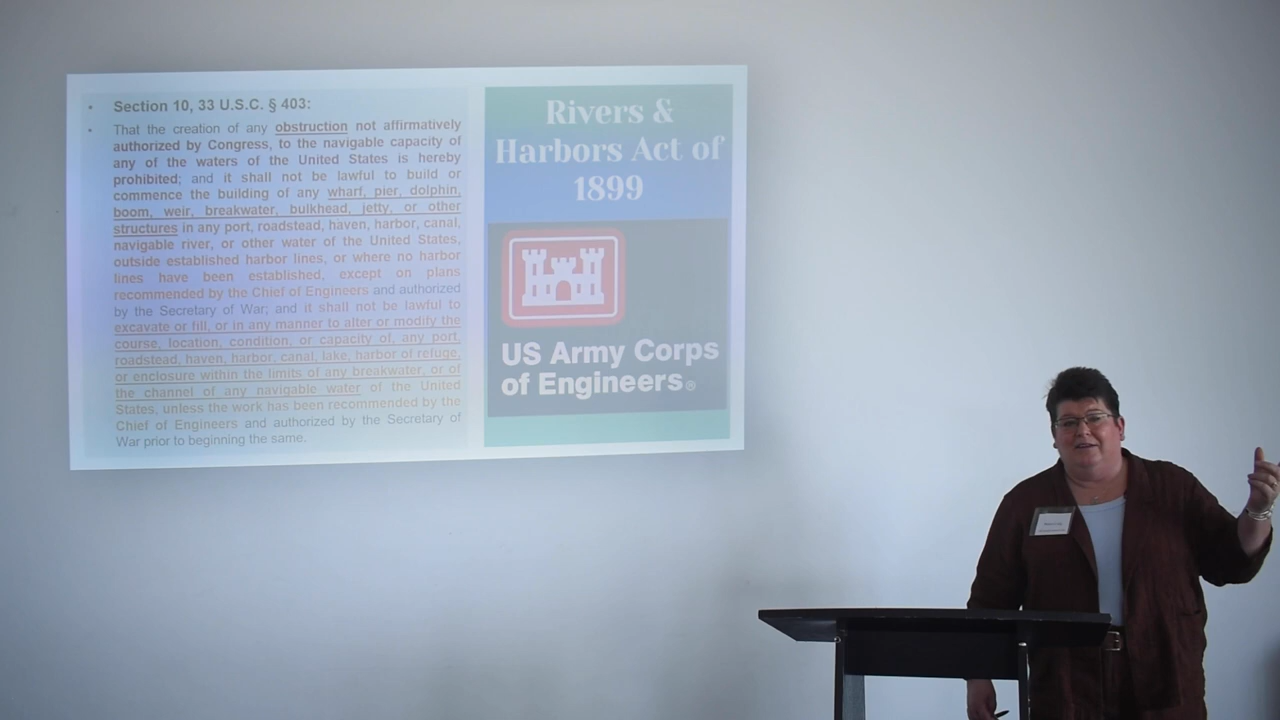 • Section 10, 33 U.S.C. § 403:
• That the creation of any obstruction not affirmatively
authorized by Congress, to the navigable capacity of
any of the waters of the United States is hereby
prohibited; and it shall not be lawful to build or
commence the building of any wharf, pier, dolphin,
boom, weir, breakwater, bulkhead, jetty, or other
structures in any port, roadstead, haven, harbor, canal,
navigable river, or other water of the United States,
outside established harbor lines, or where no harbor
lines have been established, except on plans
recommended by the Chief of Engineers and authorized
by the Secretary of War; and it shall not be lawful to
excavate or fill, or in any manner to alter or modify the
course, location, condition, or capacity of, any port,
roadstead, haven, harbor, canal, lake, harbor of refuge,
or enclosure within the limits of any breakwater, or of
the channel of any navigable water of the United
States, unless the work has been recommended by the
Chief of Engineers and authorized by the Secretary of
War prior to beginning the same.
Rivers &
Harbors Act of
1899
US Army Corps
of Engineers®